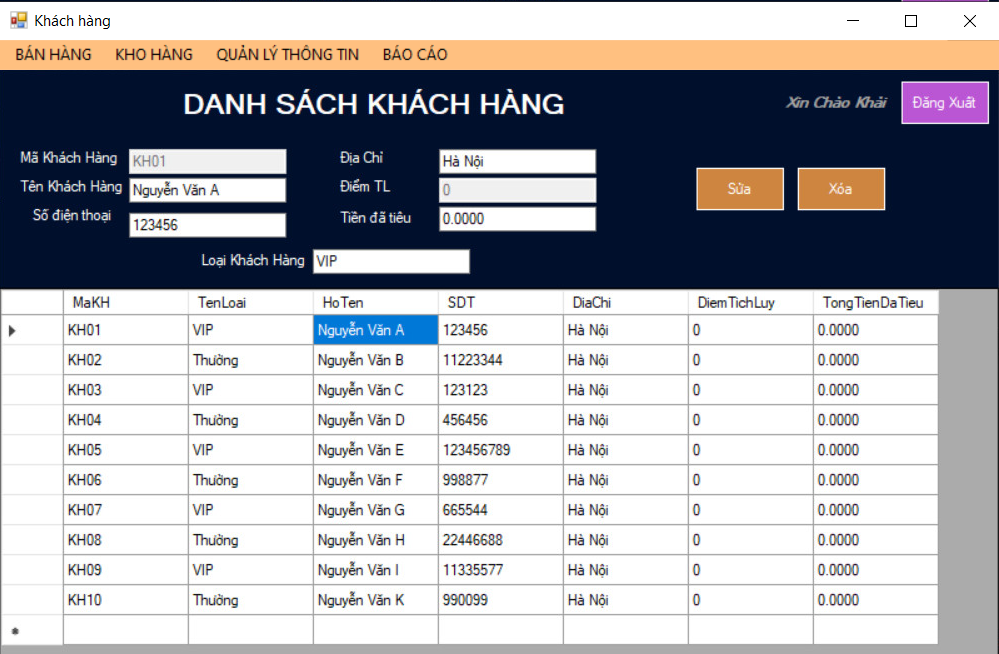 Khách hàng
BÁN HÀNG KHO HÀNG QUẢN LÝ THÔNG TIN BÁO CÁO
DANH SÁCH KHÁCH HÀNG
Xin Chào Khải
Đăng Xuất
Mã Khách Hàng KH01 Địa Chỉ Hà Nội
Tên Khách Hàng Nguyễn Văn A Điểm TL 0 Sửa Xóa
Số điện thoại 123456 Tiền đã tiêu 0.0000
Loại Khách Hàng VIP
MaKH TenLoai HoTen SDT DiaChi DiemTichLuy TongTienDaTieu
KH01 VIP Nguyễn Văn A 123456 Hà Nội 0 0.0000
KH02 Thường Nguyễn Văn B 11223344 Hà Nội 0 0.0000
KH03 VIP Nguyễn Văn C 123123 Hà Nội 0 0.0000
KH04 Thường Nguyễn Văn D 456456 Hà Nội 0 0.0000
KH05 VIP Nguyễn Văn E 123456789 Hà Nội 0 0.0000
KH06 Thường Nguyễn Văn F 998877 Hà Nội 0 0.0000
KH07 VIP Nguyễn Văn G 665544 Hà Nội 0 0.0000
KH08 Thường Nguyễn Văn H 22446688 Hà Nội 0 0.0000
KH09 VIP Nguyễn Văn I 11335577 Hà Nội 0 0.0000
KH10 Thường Nguyễn Văn K 990099 Hà Nội 0 0.0000